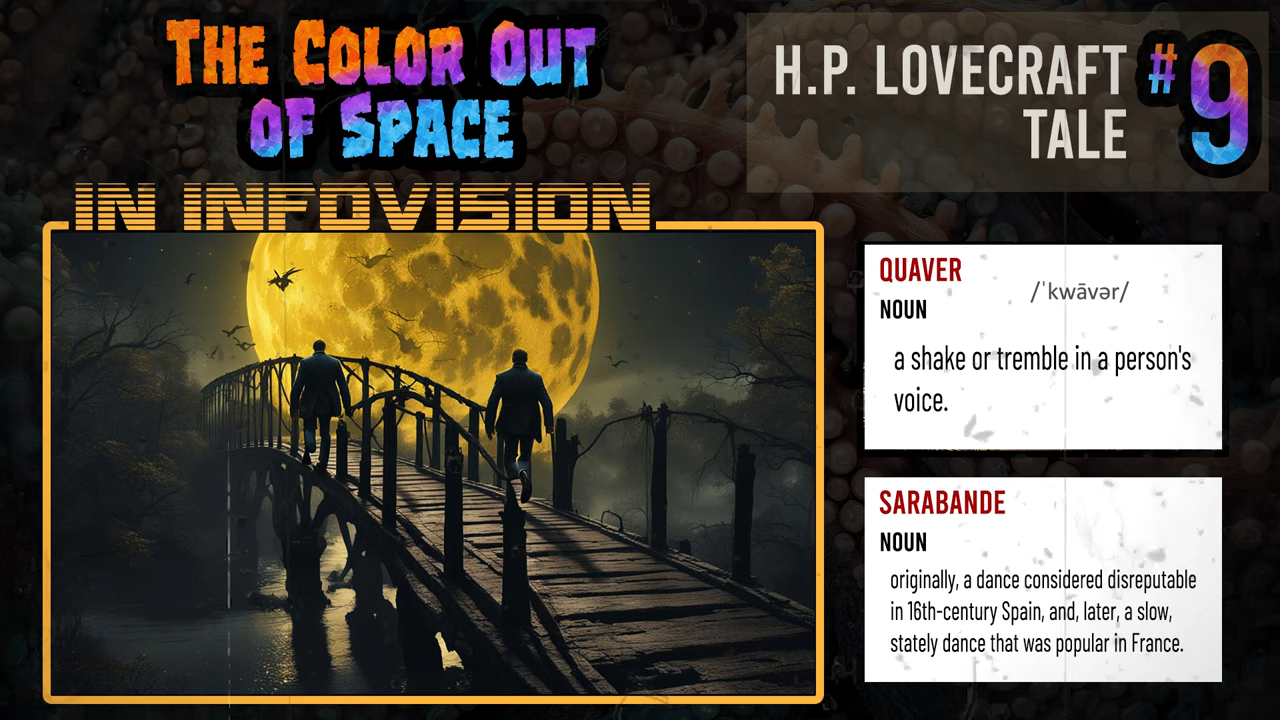 THE COLOR OUT
OF SPACE
IN INFOVISION
H.P. LOVECRAFT
TALE
#9
QUAVER
/ˈkwāvər/
NOUN
a shake or tremble in a person's
voice.
SARABANDE
NOUN
originally, a dance considered disreputable
in 16th-century Spain, and, later, a slow,
stately dance that was popular in France.